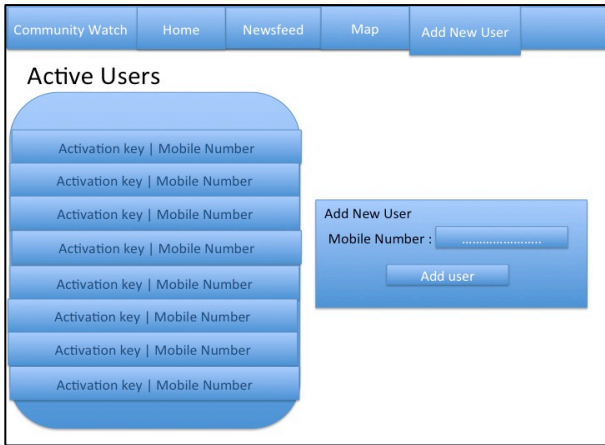 Community Watch Home Newsfeed Map Add New User
Active Users
Activation key | Mobile Number
Activation key | Mobile Number
Activation key | Mobile Number
Activation key | Mobile Number
Activation key | Mobile Number
Activation key | Mobile Number
Activation key | Mobile Number
Activation key | Mobile Number
Add New User
Mobile Number : ......................
Add user